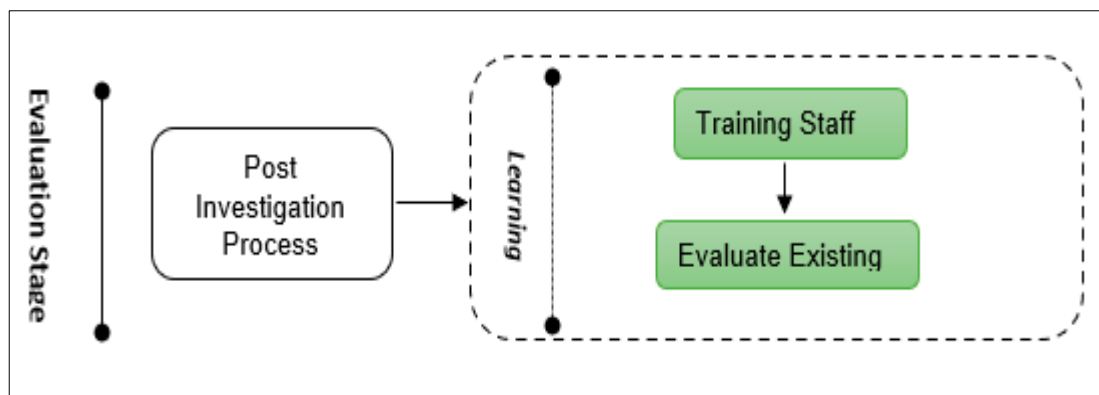 Evaluation Stage
Post
Investigation
Process
Learning
Training Staff
Evaluate Existing